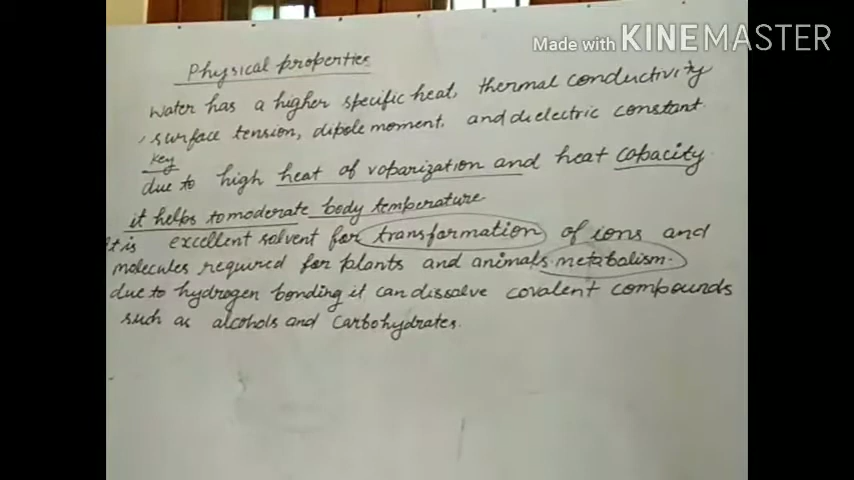 Made with KINEMASTER
Physical properties
Water has a higher specific heat, thermal conductivity
, surface tension, dipole moment, and dielectric constant.
Key
due to high heat of voparization and heat capacity.
it helps to moderate body temperature
It is excellent solvent for transformation of ions and
molecules required for plants and animals metabolism.
due to hydrogen bonding it can dissolve covalent compounds
such as alcohols and carbohydrates.